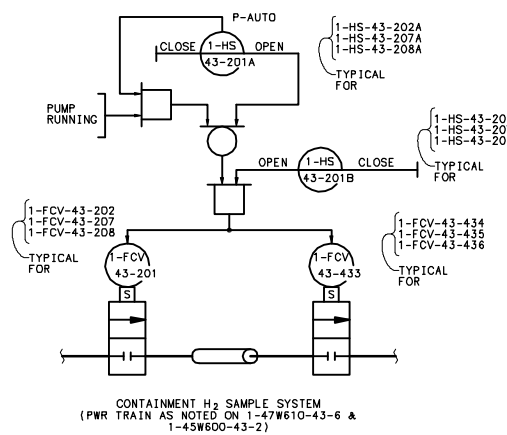 P-AUTO
CLOSE
1-HS
43-201A
OPEN
1-HS-43-202A
1-HS-43-207A
1-HS-43-208A
TYPICAL
FOR
PUMP
RUNNING
1-HS-43-20
1-HS-43-20
1-HS-43-20
TYPICAL
FOR
OPEN
1-HS
43-201B
CLOSE
1-FCV-43-202
1-FCV-43-207
1-FCV-43-208
TYPICAL
FOR
1-FCV
43-201
S
1-FCV
43-433
S
1-FCV-43-434
1-FCV-43-435
1-FCV-43-436
TYPICAL
FOR
CONTAINMENT H2 SAMPLE SYSTEM
(PWR TRAIN AS NOTED ON 1-47W610-43-6 &
1-45W600-43-2)